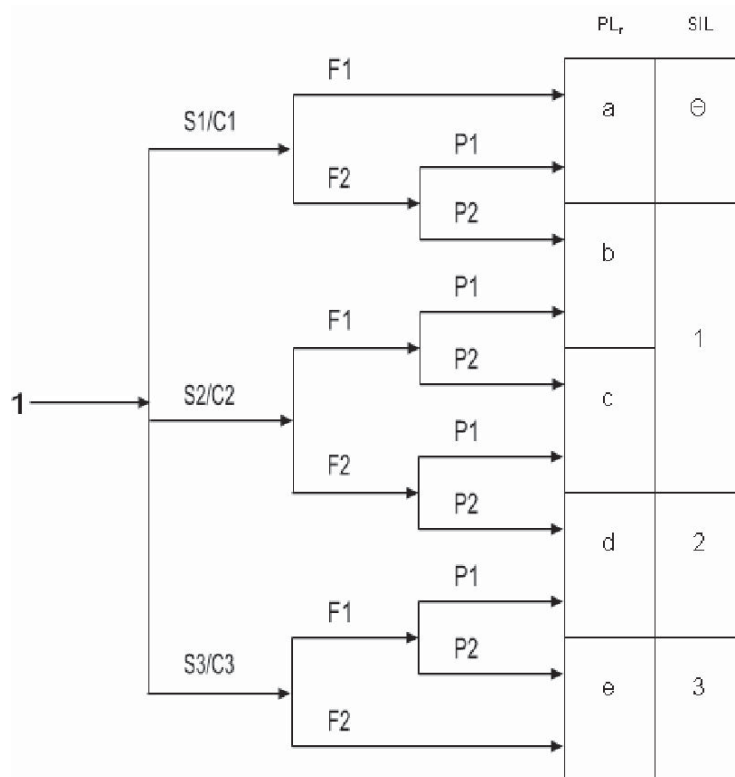 PLr SIL
F1
a Θ
S1/C1
P1
F2
P2
b
P1
F1
1
P2
c
1 S2/C2
P1
F2
P2
d 2
P1
F1
P2
S3/C3
e 3
F2